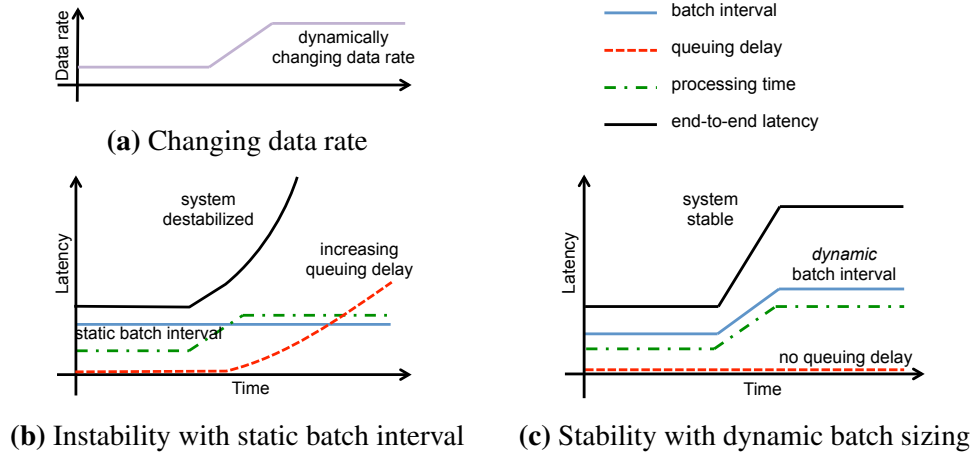 Data rate
dynamically
changing data rate
(a) Changing data rate
batch interval
queuing delay
processing time
end-to-end latency
Latency
system
destabilized
increasing
queuing delay
static batch interval
Time
(b) Instability with static batch interval
Latency
system
stable
dynamic
batch interval
no queuing delay
Time
(c) Stability with dynamic batch sizing